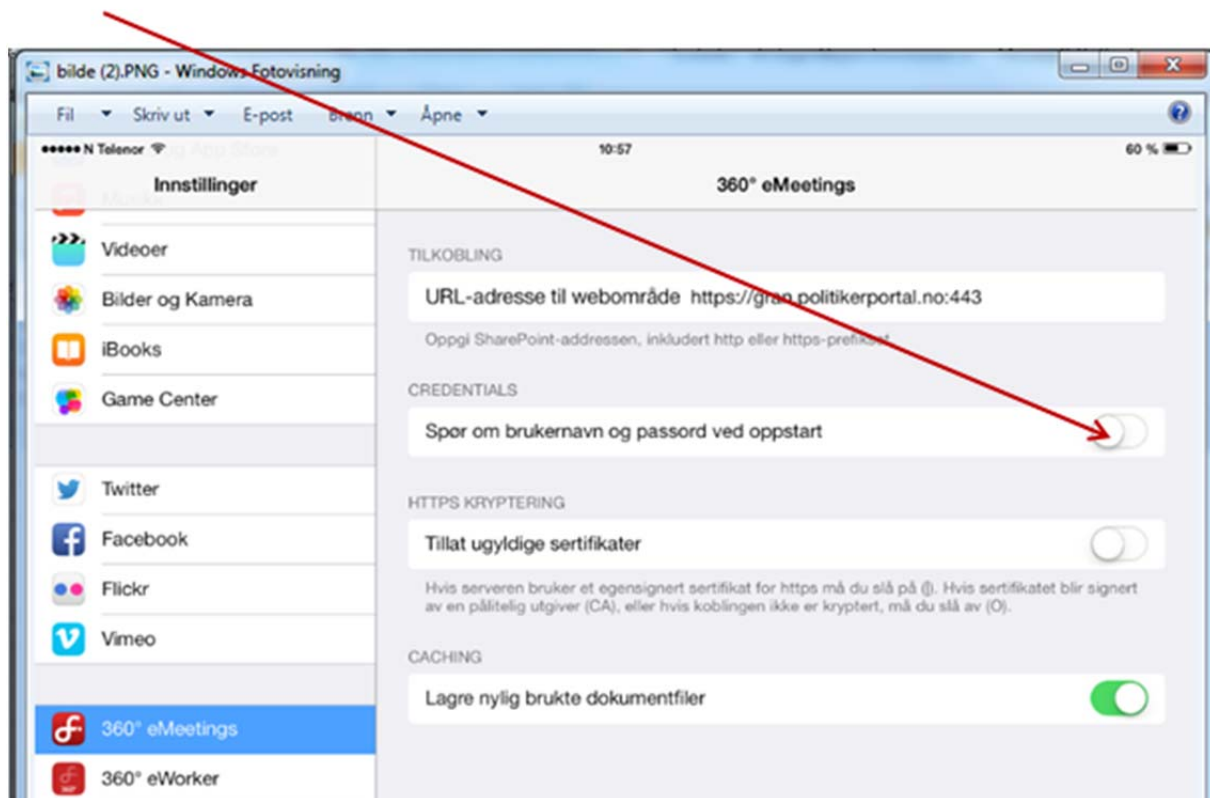 bilde (2).PNG - Windows Fotovisning
Fil Skriv ut E-post Brenn Åpne
N Telenor 10:57 60 %
Innstillinger
360° eMeetings
Videoer
Bilder og Kamera
iBooks
Game Center
Twitter
Facebook
Flickr
Vimeo
360° eMeetings
360° eWorker
TILKOBLING
URL-adresse til webområde https://gran.politikerportal.no:443
Oppgi SharePoint-addressen, inkludert http eller https-prefikset.
CREDENTIALS
Spør om brukernavn og passord ved oppstart
HTTPS KRYPTERING
Tillat ugyldige sertifikater
Hvis serveren bruker et egensignert sertifikat for https må du slå på (|). Hvis sertifikatet blir signert
av en pålitelig utgiver (CA), eller hvis koblingen ikke er kryptert, må du slå av (O).
CACHING
Lagre nylig brukte dokumentfiler